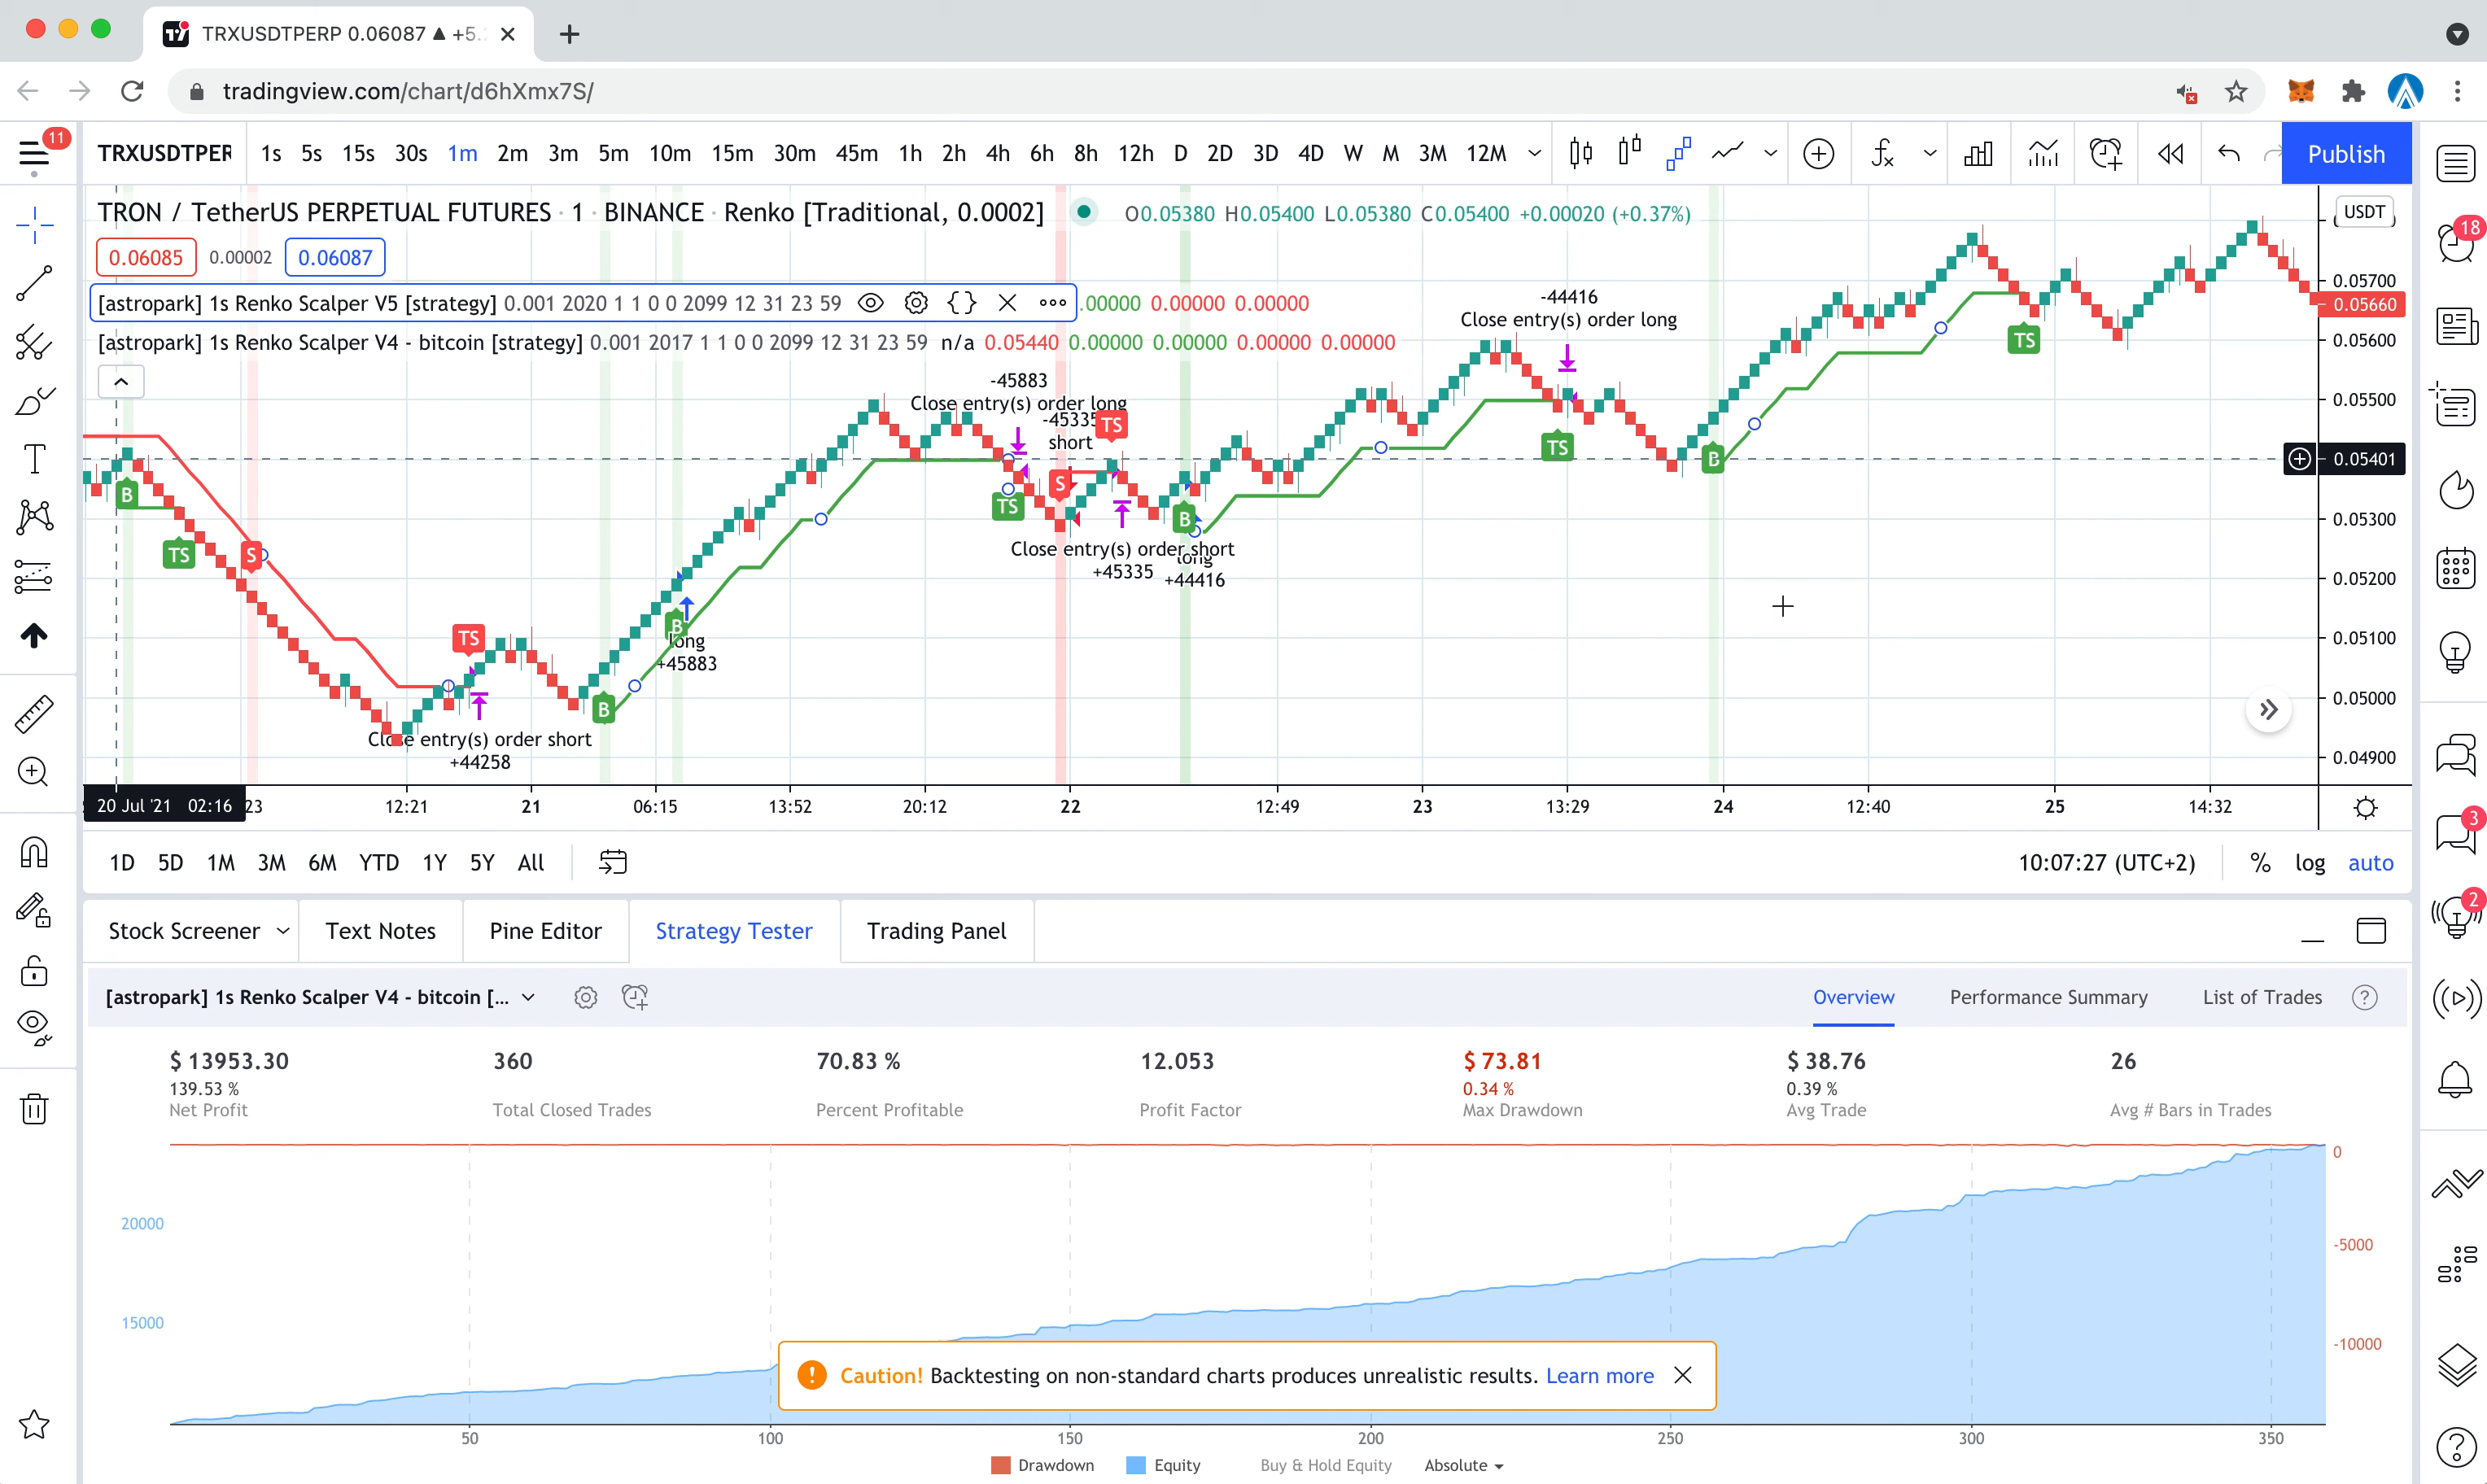 TRXUSDTPERP 0.06087 ▲ +5.
tradingview.com/chart/d6hXmx7S/
11
TRXUSDTPER 1s 5s 15s 30s 1m 2m 3m 5m 10m 15m 30m 45m 1h 2h 4h 6h 8h 12h D 2D 3D 4D W M 3M 12M Publish
TRON / TetherUS PERPETUAL FUTURES · 1 · BINANCE · Renko [Traditional, 0.0002] O0.05380 H0.05400 L0.05380 C0.05400 +0.00020 (+0.37%)
USDT
18
0.06085 0.00002 0.06087
[astropark] 1s Renko Scalper V5 [strategy] 0.001 2020 1 1 0 0 2099 12 31 23 59 .00000 0.00000 0.00000
[astropark] 1s Renko Scalper V4 - bitcoin [strategy] 0.001 2017 1 1 0 0 2099 12 31 23 59 n/a 0.05440 0.00000 0.00000 0.00000 0.00000
0.05700
0.05660
0.05600
0.05500
0.05401
0.05300
0.05200
0.05100
0.05000
0.04900
B
TS
S
TS
Close entry(s) order short
+44258
B
B
long
+45883
-45883
Close entry(s) order long
-45335
short
TS
TS
S
Close entry(s) order short
+45335
B
long
+44416
-44416
Close entry(s) order long
TS
B
TS
20 Jul '21 02:16 23 12:21 21 06:15 13:52 20:12 22 12:49 23 13:29 24 12:40 25 14:32
1D 5D 1M 3M 6M YTD 1Y 5Y All 10:07:27 (UTC+2) % log auto
3
2
Stock Screener Text Notes Pine Editor Strategy Tester Trading Panel
[astropark] 1s Renko Scalper V4 - bitcoin [... Overview Performance Summary List of Trades
$ 13953.30 360 70.83 % 12.053 $ 73.81 $ 38.76 26
139.53 % 0.34 % 0.39 %
Net Profit Total Closed Trades Percent Profitable Profit Factor Max Drawdown Avg Trade Avg # Bars in Trades
0
20000
-5000
15000
-10000
Caution! Backtesting on non-standard charts produces unrealistic results. Learn more
50 100 150 200 250 300 350
Drawdown Equity Buy & Hold Equity Absolute